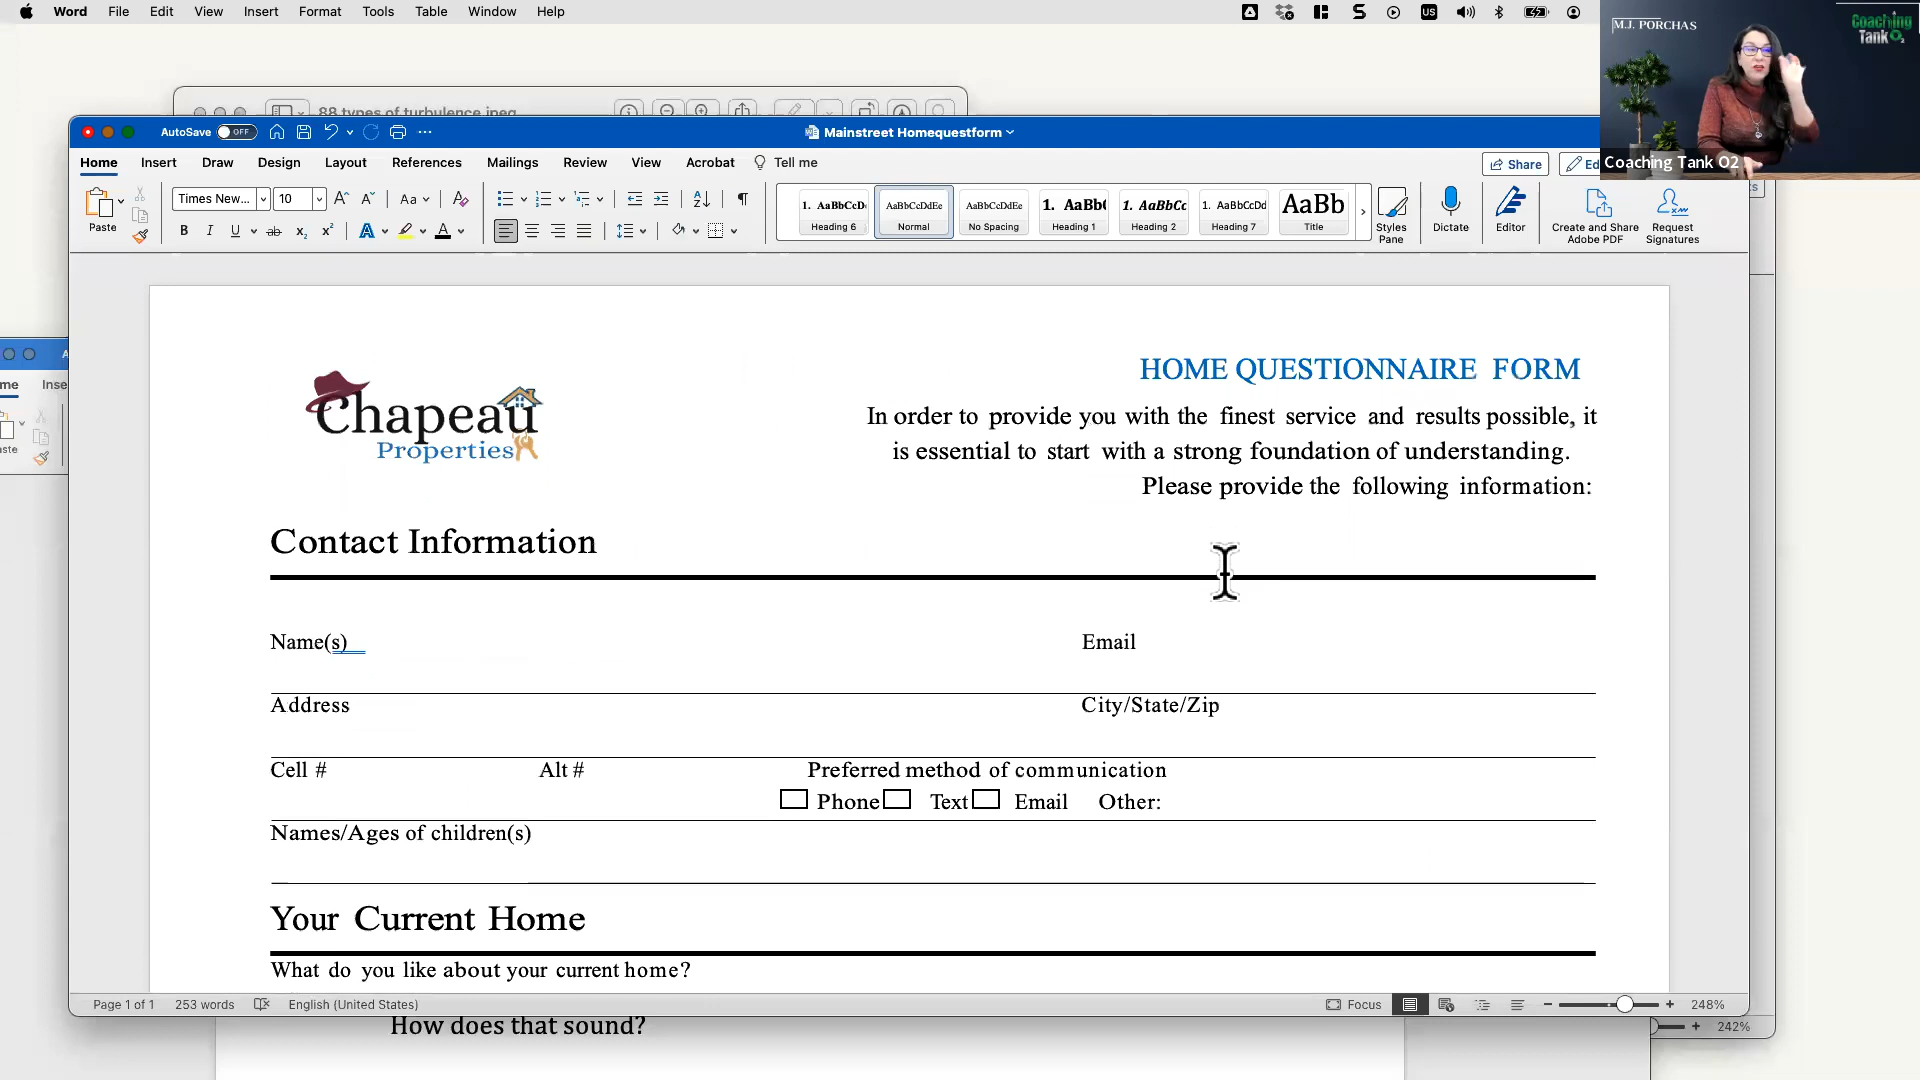 Word File Edit View Insert Format Tools Table Window Help
US
M.J. PORCHAS
Coaching
Tank O2
Coaching Tank O2
88 types of turbulence.jpeg
AutoSave OFF
Mainstreet Homequestform
Home Insert Draw Design Layout References Mailings Review View Acrobat Tell me
Share
Paste
Times New... 10
Aa
AaBbCcDdEe
Heading 6
Normal
No Spacing
Heading 1
Heading 2
Heading 7
Title
Styles
Pane
Dictate
Editor
Create and Share
Adobe PDF
Request
Signatures
Chapeau
Properties
HOME QUESTIONNAIRE FORM
In order to provide you with the finest service and results possible, it
is essential to start with a strong foundation of understanding.
Please provide the following information:
Contact Information
Name(s)
Email
Address
City/State/Zip
Cell #
Alt #
Preferred method of communication
Phone Text Email Other:
Names/Ages of children(s)
Your Current Home
What do you like about your current home?
Page 1 of 1 253 words English (United States) Focus 248%
How does that sound?
242%